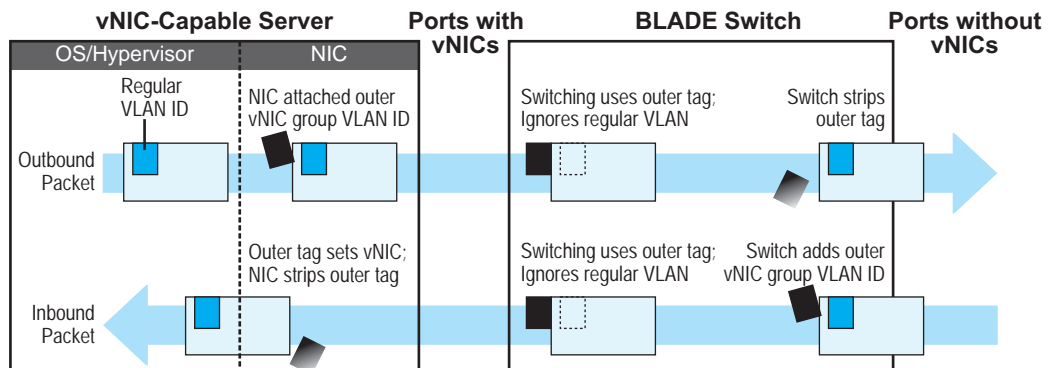 vNIC-Capable Server
Ports with
vNICs
BLADE Switch
Ports without
vNICs
OS/Hypervisor
NIC
Regular
VLAN ID
NIC attached outer
vNIC group VLAN ID
Switching uses outer tag;
Ignores regular VLAN
Switch strips
outer tag
Outbound
Packet
Outer tag sets vNIC;
NIC strips outer tag
Switching uses outer tag;
Ignores regular VLAN
Switch adds outer
vNIC group VLAN ID
Inbound
Packet